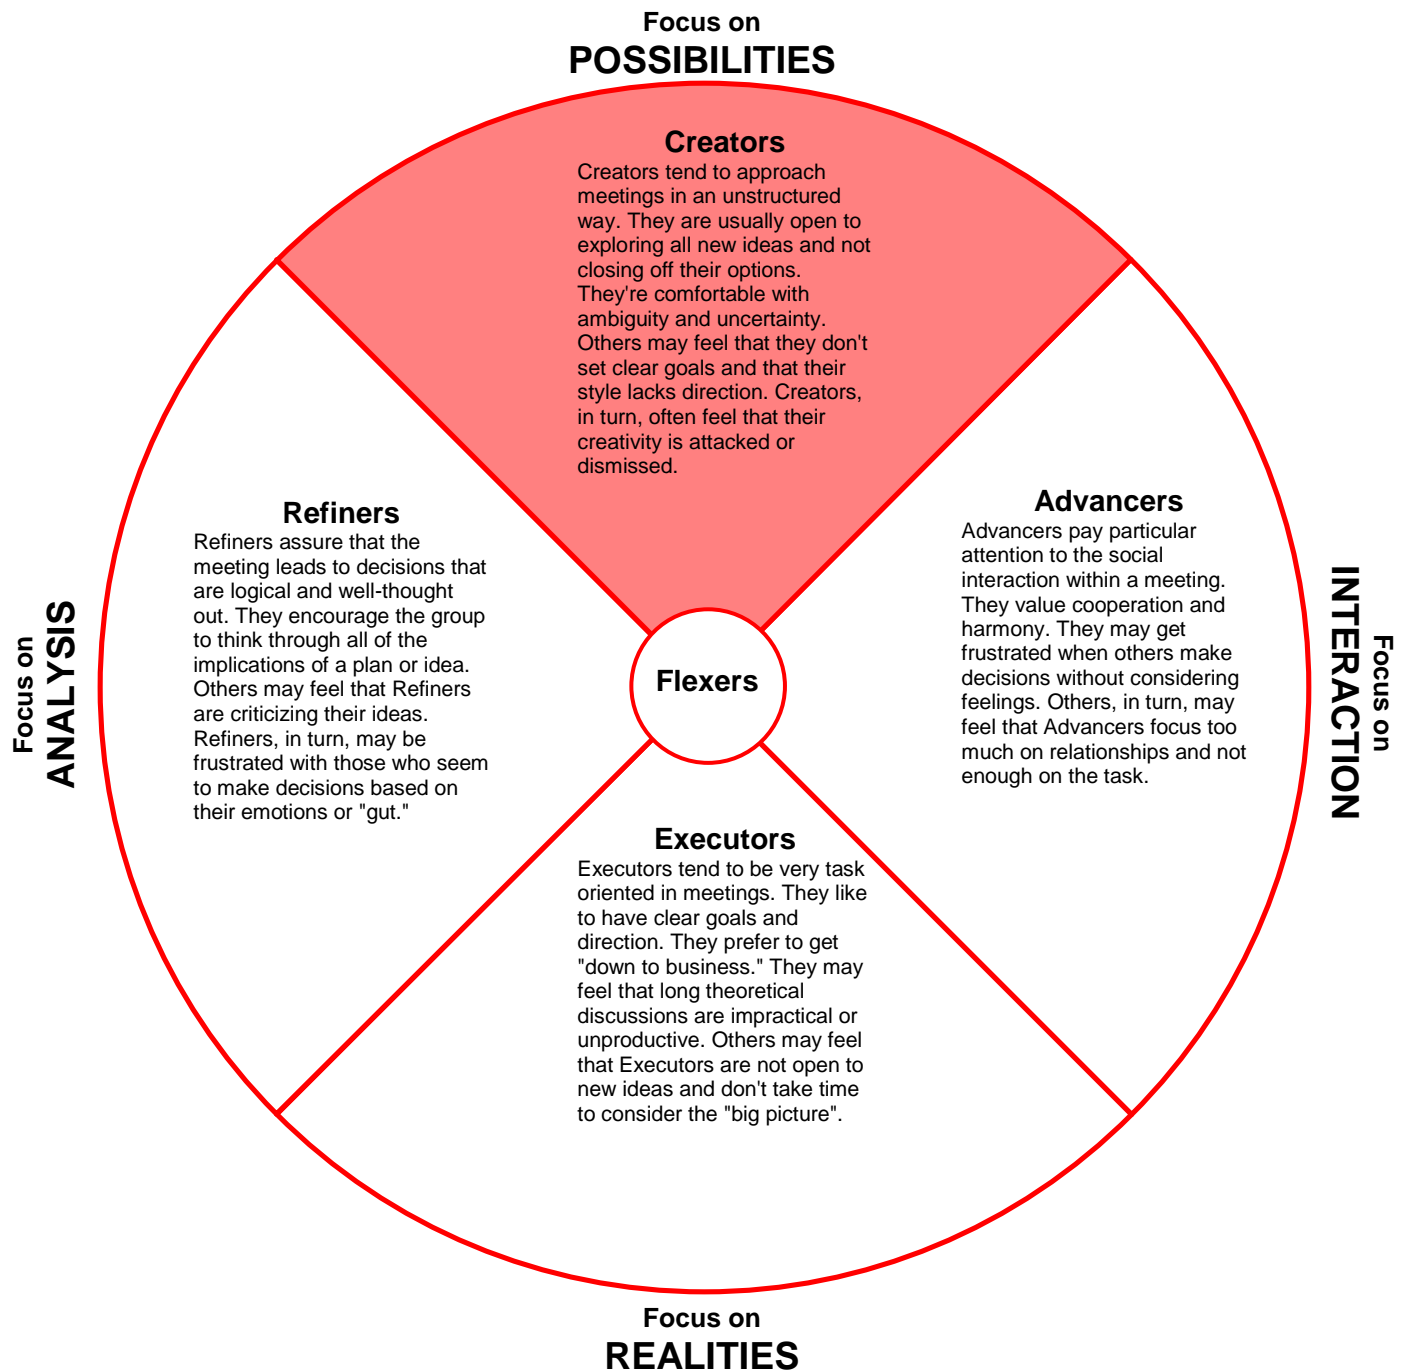 Focus on
POSSIBILITIES
Creators
Creators tend to approach
meetings in an unstructured
way. They are usually open to
exploring all new ideas and not
closing off their options.
They're comfortable with
ambiguity and uncertainty.
Others may feel that they don't
set clear goals and that their
style lacks direction. Creators,
in turn, often feel that their
creativity is attacked or
dismissed.
Focus on
ANALYSIS
Refiners
Refiners assure that the
meeting leads to decisions that
are logical and well-thought
out. They encourage the group
to think through all of the
implications of a plan or idea.
Others may feel that Refiners
are criticizing their ideas.
Refiners, in turn, may be
frustrated with those who seem
to make decisions based on
their emotions or "gut."
Flexers
Advancers
Advancers pay particular
attention to the social
interaction within a meeting.
They value cooperation and
harmony. They may get
frustrated when others make
decisions without considering
feelings. Others, in turn, may
feel that Advancers focus too
much on relationships and not
enough on the task.
Focus on
INTERACTION
Executors
Executors tend to be very task
oriented in meetings. They like
to have clear goals and
direction. They prefer to get
"down to business." They may
feel that long theoretical
discussions are impractical or
unproductive. Others may feel
that Executors are not open to
new ideas and don't take time
to consider the "big picture".
Focus on
REALITIES